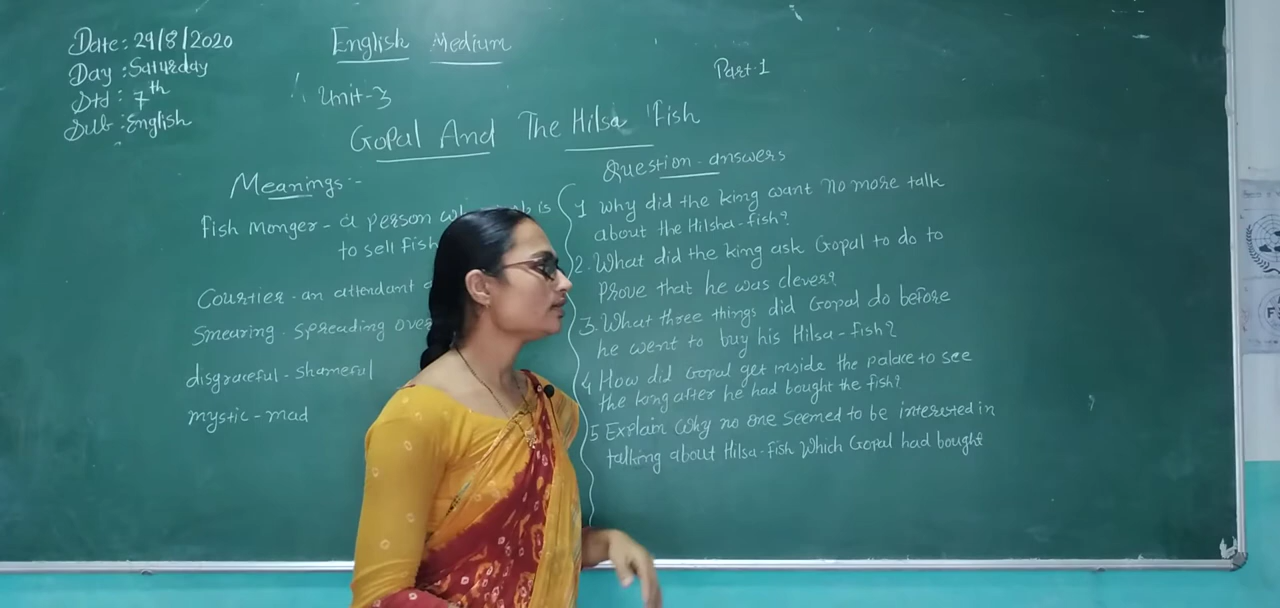 Date: 29/8/2020
Day: Saturday
Std: 7th
Sub: English
English Medium
Part-1
Unit-3
Gopal And The Hilsa Fish
Meanings:-
fish monger - a person is
to sell fish
Courtier - an attendant
Smearing - spreading over
disgraceful - shameful
mystic - mad
Question - answers
1 why did the king want no more talk
about the Hilsha-fish?
2. What did the king ask Gopal to do to
Prove that he was clever?
3. What three things did Gopal do before
he went to buy his Hilsa-fish?
4 How did Gopal get inside the palace to see
the king after he had bought the fish?
5 Explain why no one seemed to be interested in
talking about Hilsa-fish Which Gopal had bought